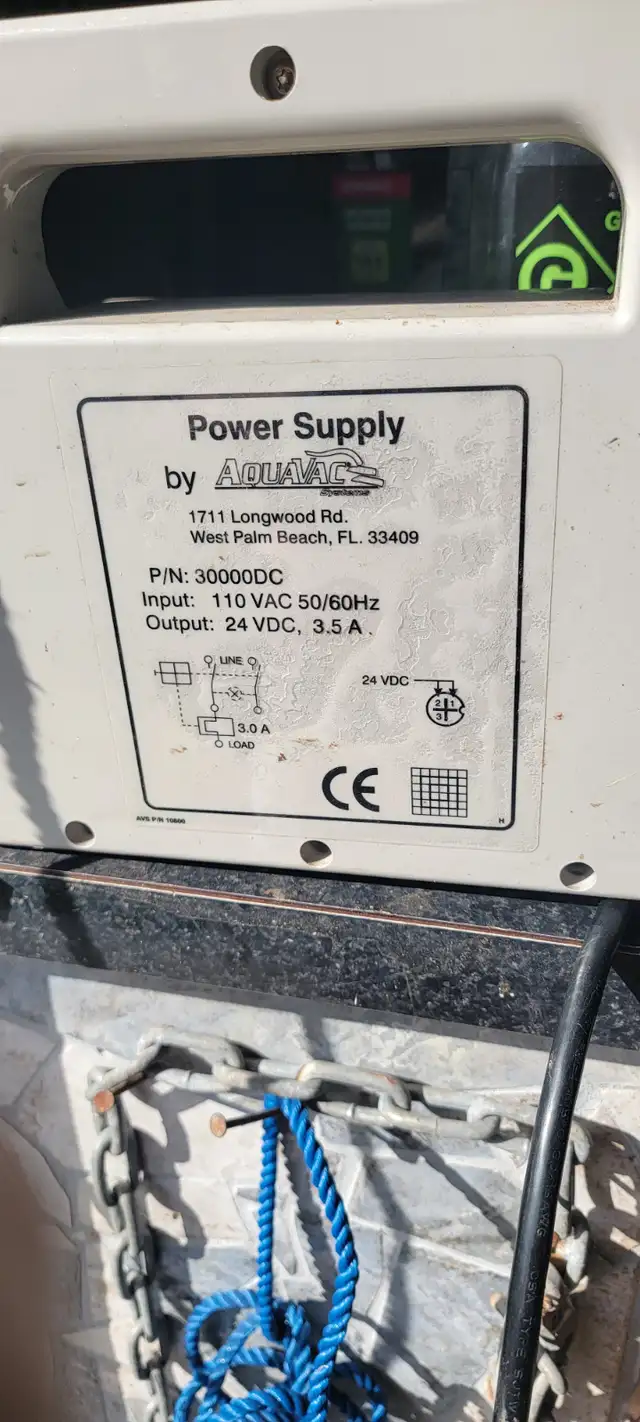 G
G
Power Supply
by AQUAVAC
Systems
1711 Longwood Rd.
West Palm Beach, FL. 33409
P/N: 30000DC
Input: 110 VAC 50/60Hz
Output: 24 VDC, 3.5 A.
LINE
24 VDC
2 1
3
3.0 A
LOAD
CE
AVS P/N 10800
H